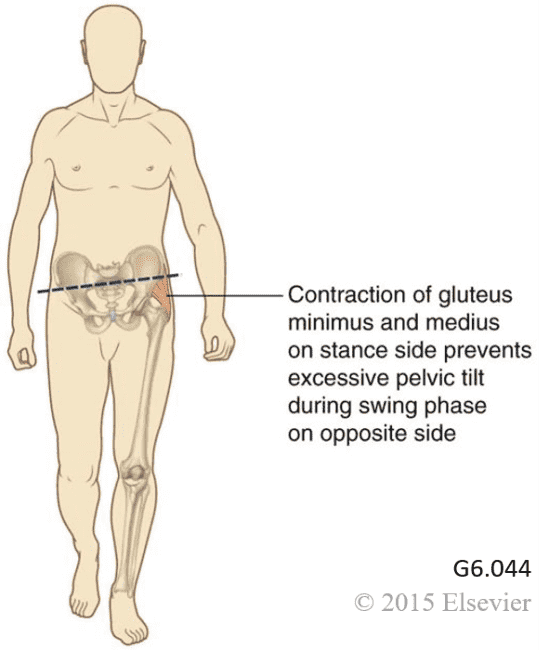 Contraction of gluteus
minimus and medius
on stance side prevents
excessive pelvic tilt
during swing phase
on opposite side
G6.044
© 2015 Elsevier